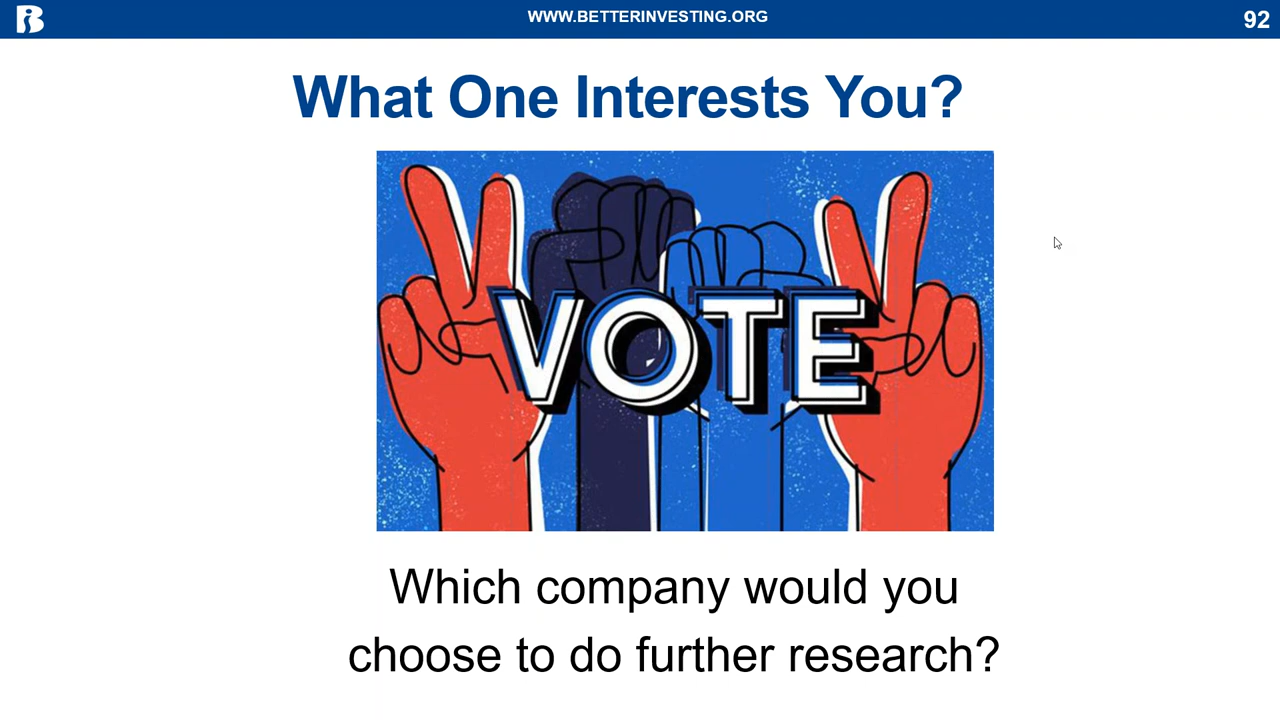 WWW.BETTERINVESTING.ORG
92
What One Interests You?
VOTE
Which company would you
choose to do further research?